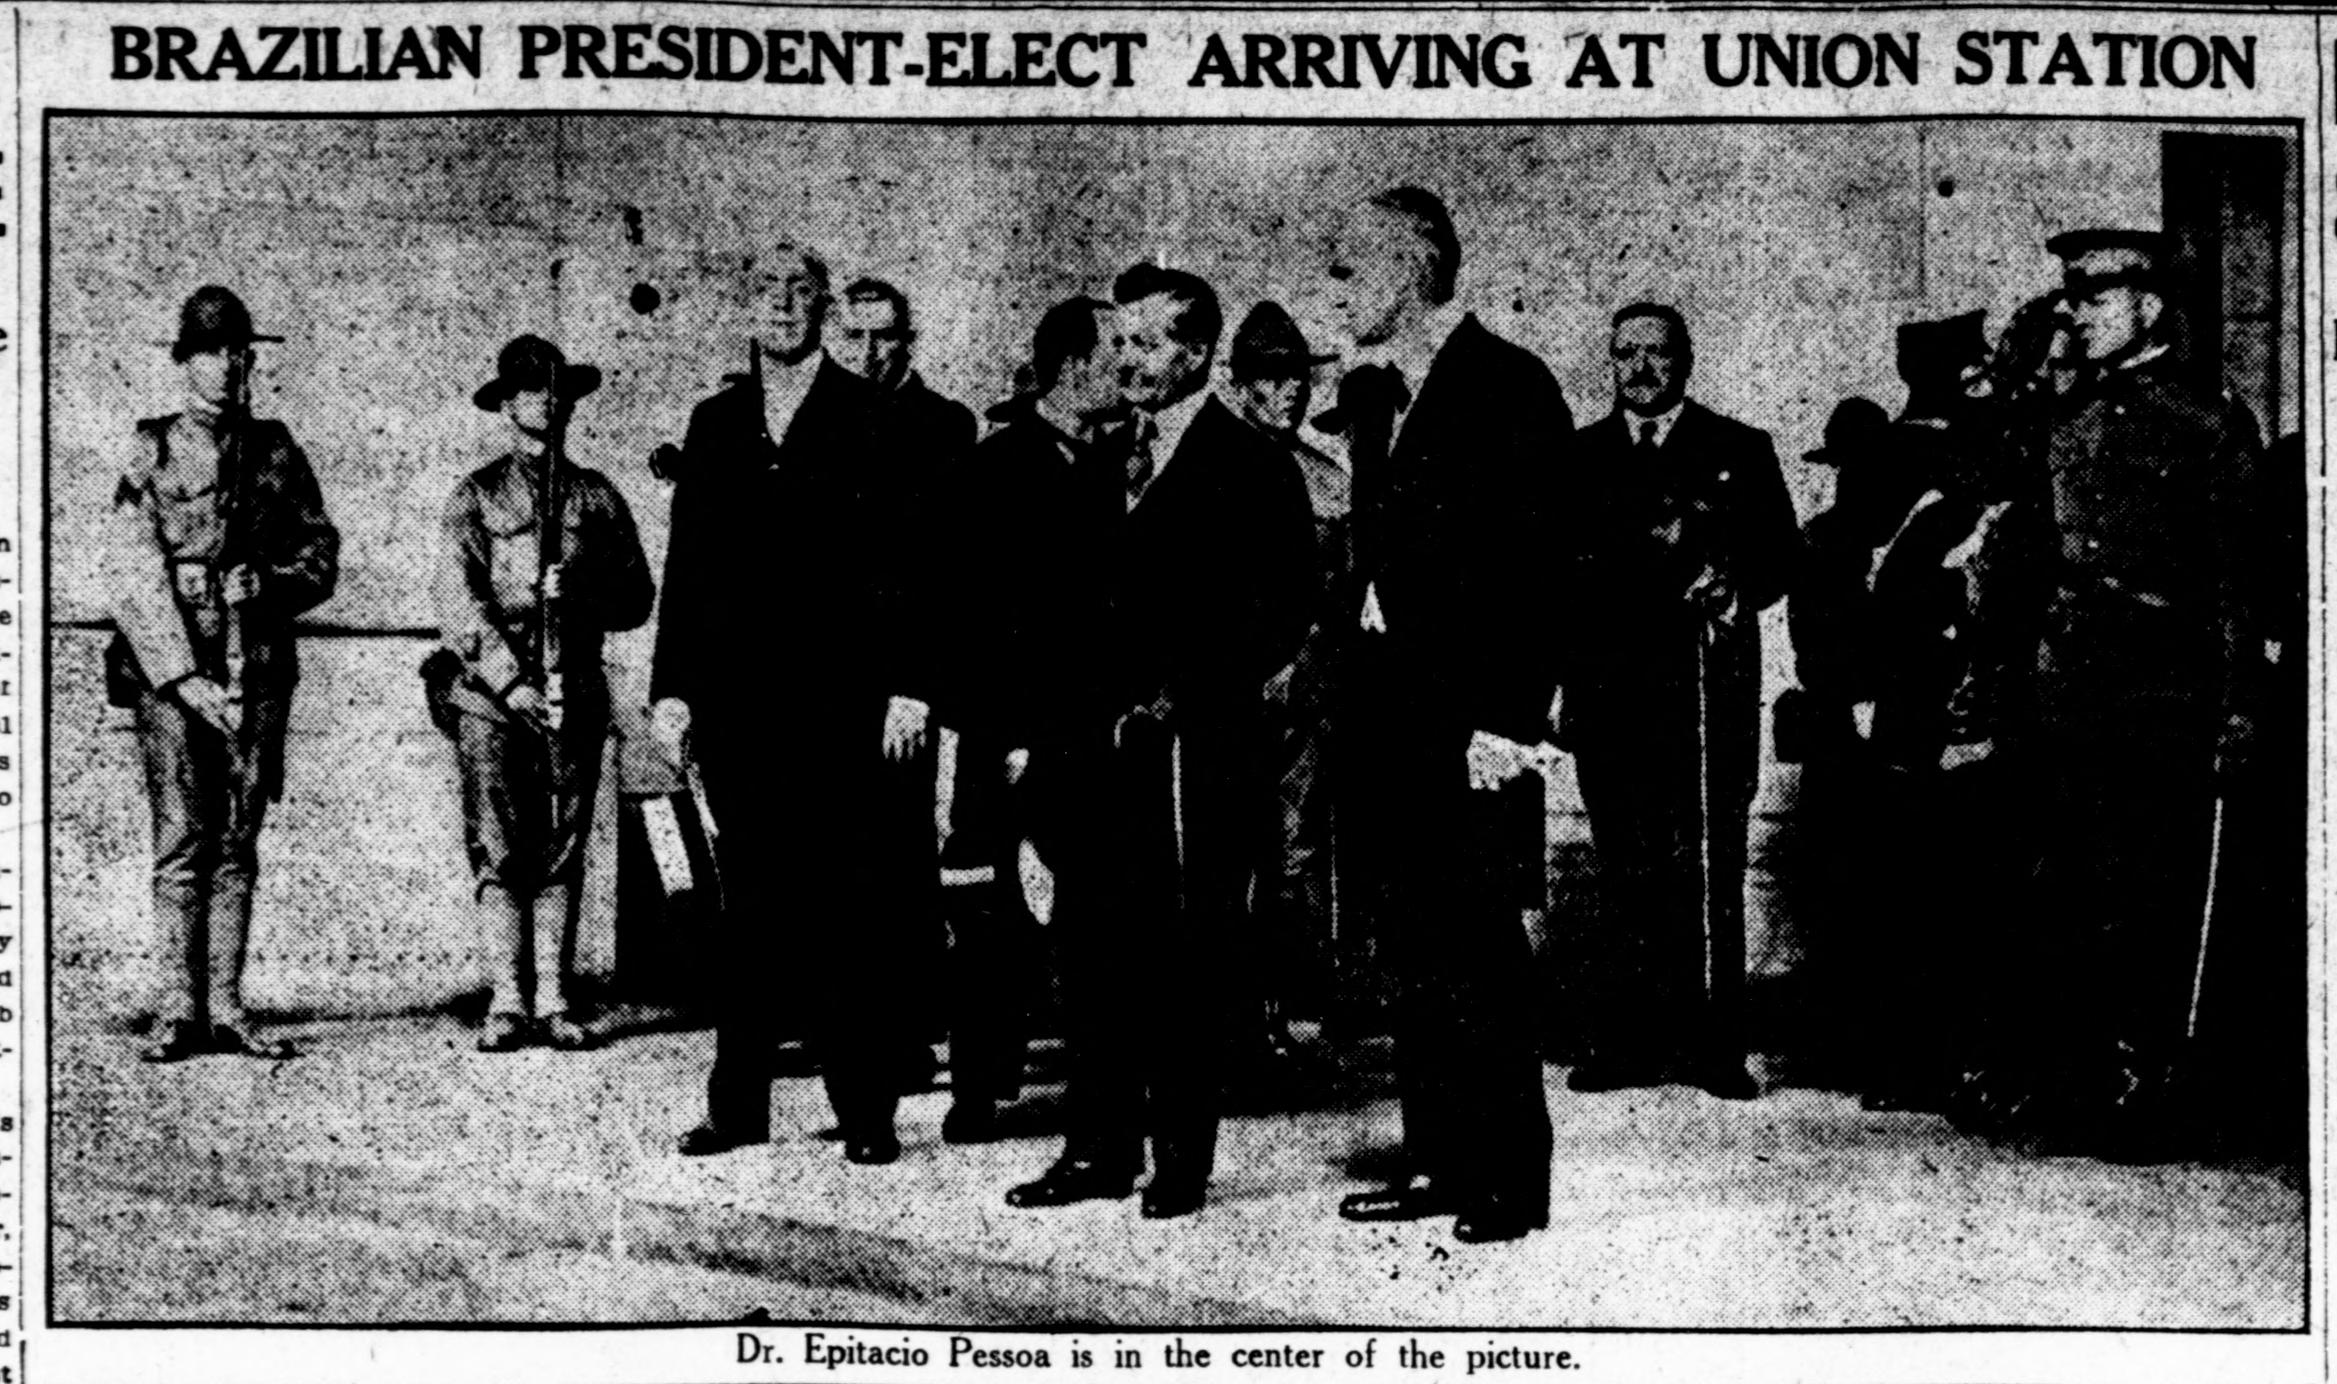 BRAZILIAN PRESIDENT-ELECT ARRIVING AT UNION STATION
Dr. Epitacio Pessoa is in the center of the picture.